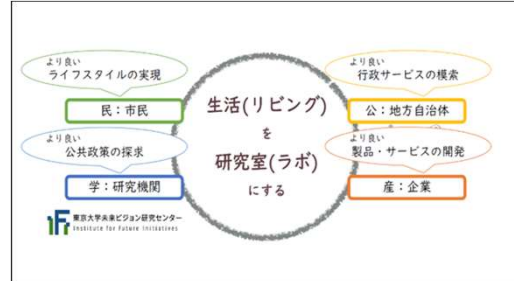 より良い
ライフスタイルの実現
民：市民
より良い
公共政策の探求
学：研究機関
生活(リビング)
を
研究室(ラボ)
にする
より良い
行政サービスの模索
公：地方自治体
より良い
製品・サービスの開発
産：企業
IFI 東京大学未来ビジョン研究センター
Institute for Future Initiatives